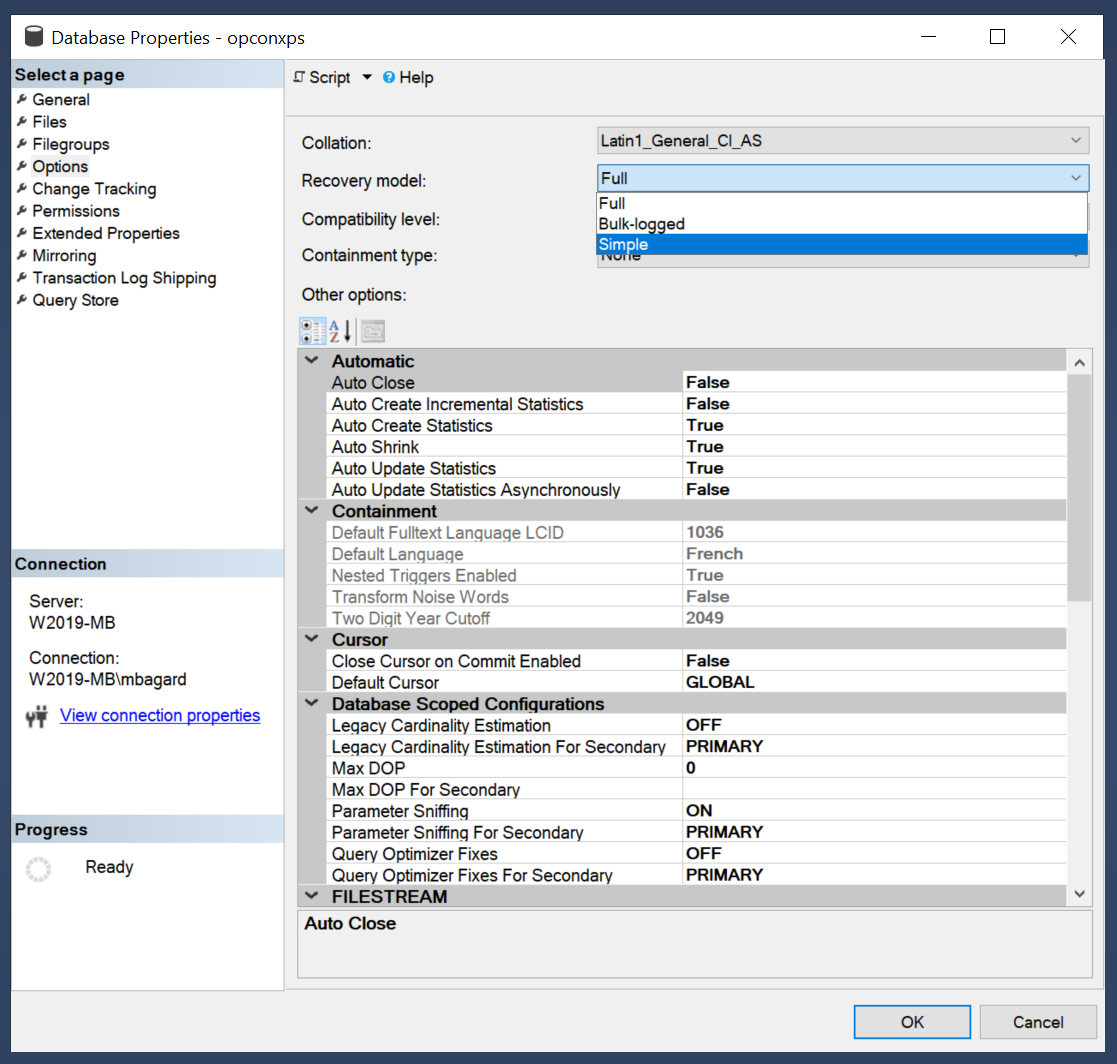 Database Properties - opconxps
Select a page
General
Files
Filegroups
Options
Change Tracking
Permissions
Extended Properties
Mirroring
Transaction Log Shipping
Query Store
Connection
Server:
W2019-MB
Connection:
W2019-MB\mbagard
View connection properties
Progress
Ready
Script
Help
Collation: Latin1_General_CI_AS
Recovery model: Full
Full
Bulk-logged
Simple
Compatibility level:
Containment type: None
Other options:
Automatic
Auto Close False
Auto Create Incremental Statistics False
Auto Create Statistics True
Auto Shrink True
Auto Update Statistics True
Auto Update Statistics Asynchronously False
Containment
Default Fulltext Language LCID 1036
Default Language French
Nested Triggers Enabled True
Transform Noise Words False
Two Digit Year Cutoff 2049
Cursor
Close Cursor on Commit Enabled False
Default Cursor GLOBAL
Database Scoped Configurations
Legacy Cardinality Estimation OFF
Legacy Cardinality Estimation For Secondary PRIMARY
Max DOP 0
Max DOP For Secondary
Parameter Sniffing ON
Parameter Sniffing For Secondary PRIMARY
Query Optimizer Fixes OFF
Query Optimizer Fixes For Secondary PRIMARY
FILESTREAM
Auto Close
OK Cancel